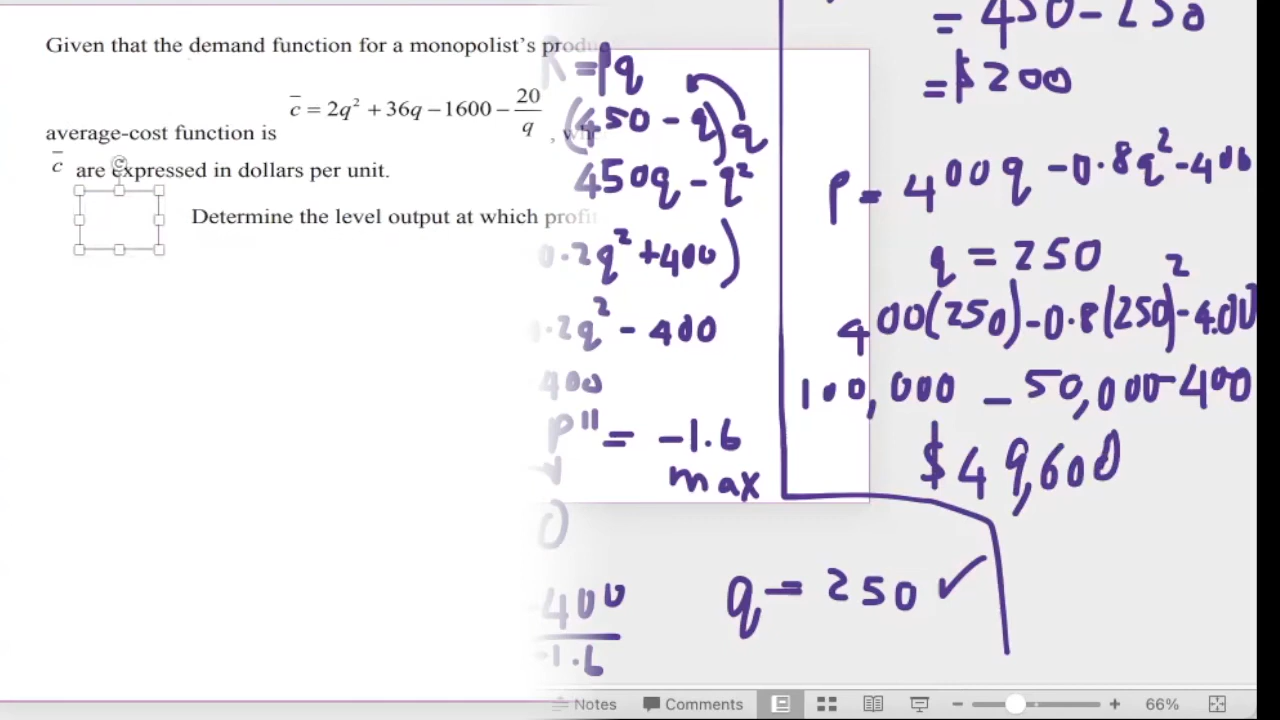 Given that the demand function for a monopolist's
c̅ = 2q² + 36q − 1600 − 20/q
average-cost function is ,
c̅ are expressed in dollars per unit.
Determine the level output at which profit
R = Pq
(450 - q)q
450q - q²
0.2q² + 400)
.2q² - 400
400
P'' = -1.6
max
0
-400
-1.6
q = 250 ✓
= 450 - 250
= $200
P = 400q - 0.8q² - 400
q = 250
400(250) - 0.8(250)² - 400
100,000 - 50,000 - 400
$49,600
Notes Comments 66%